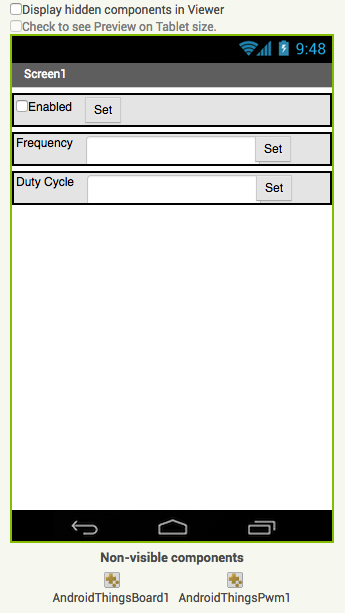 Display hidden components in Viewer
Check to see Preview on Tablet size.
9:48
Screen1
Enabled Set
Frequency Set
Duty Cycle Set
Non-visible components
AndroidThingsBoard1 AndroidThingsPwm1